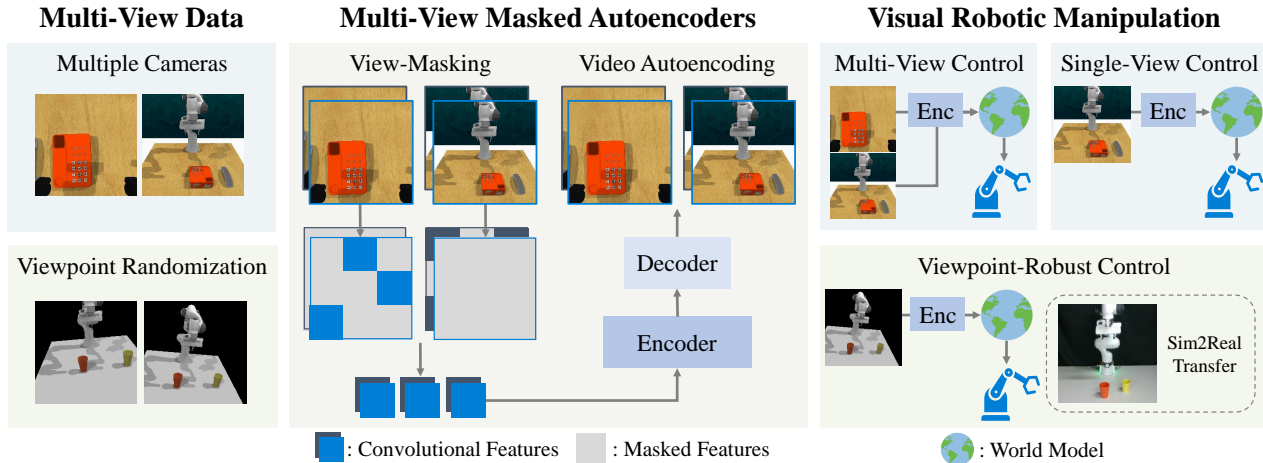 Multi-View Data
Multi-View Masked Autoencoders
Visual Robotic Manipulation
Multiple Cameras
View-Masking
Video Autoencoding
Multi-View Control
Single-View Control
Enc
Enc
Viewpoint Randomization
Decoder
Encoder
Viewpoint-Robust Control
Enc
Sim2Real
Transfer
: Convolutional Features
: Masked Features
: World Model